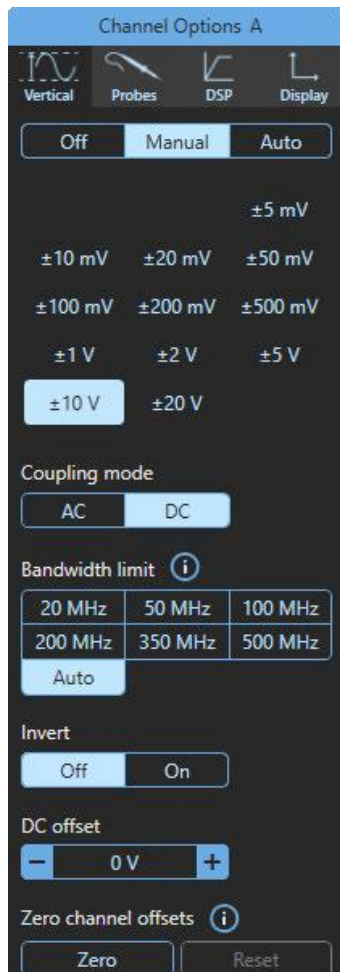 Channel Options A
Vertical Probes DSP Display
Off Manual Auto
±5 mV
±10 mV ±20 mV ±50 mV
±100 mV ±200 mV ±500 mV
±1 V ±2 V ±5 V
±10 V ±20 V
Coupling mode
AC DC
Bandwidth limit i
20 MHz 50 MHz 100 MHz
200 MHz 350 MHz 500 MHz
Auto
Invert
Off On
DC offset
− 0 V +
Zero channel offsets i
Zero Reset